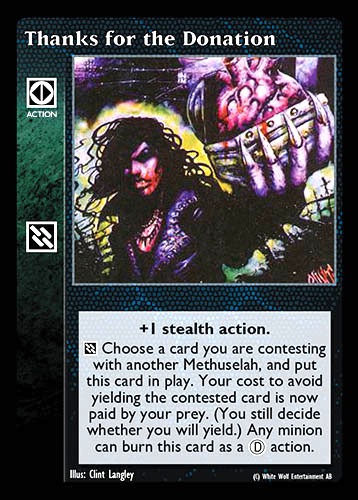 Thanks for the Donation
ACTION
+1 stealth action.
Choose a card you are contesting
with another Methuselah, and put
this card in play. Your cost to avoid
yielding the contested card is now
paid by your prey. (You still decide
whether you will yield.) Any minion
can burn this card as a Ⓓ action.
Illus: Clint Langley
(C) White Wolf Entertainment AB